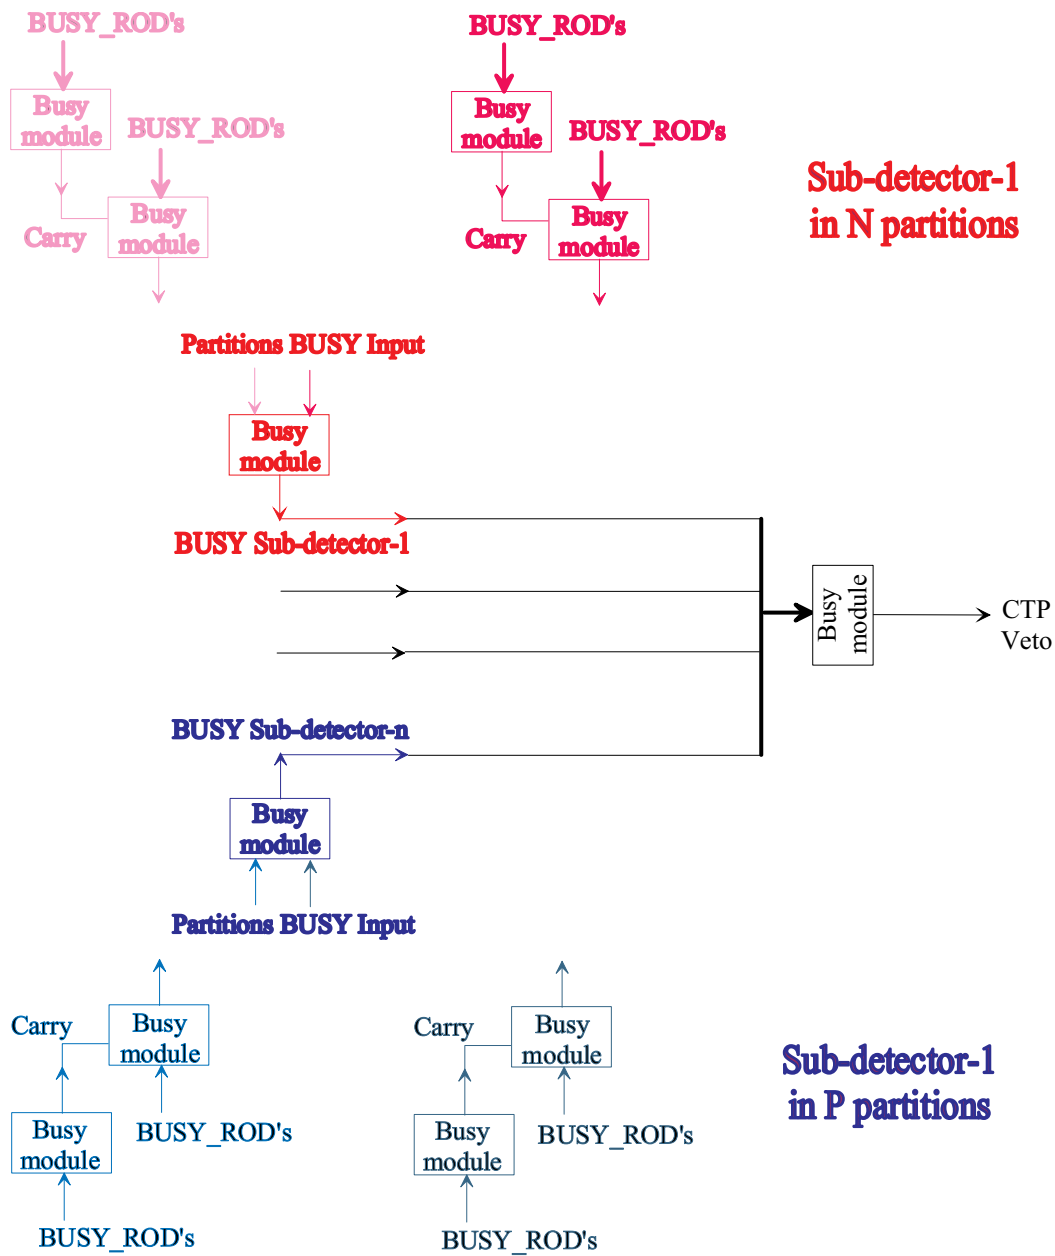 BUSY_ROD's
BUSY_ROD's
Busy
module
Busy
module
BUSY_ROD's
BUSY_ROD's
Sub-detector-1
in N partitions
Busy
module
Busy
module
Carry
Carry
Partitions BUSY Input
Busy
module
BUSY Sub-detector-1
Busy
module
CTP
Veto
BUSY Sub-detector-n
Busy
module
Partitions BUSY Input
Carry
Busy
module
Carry
Busy
module
Sub-detector-1
in P partitions
Busy
module
BUSY_ROD's
Busy
module
BUSY_ROD's
BUSY_ROD's
BUSY_ROD's